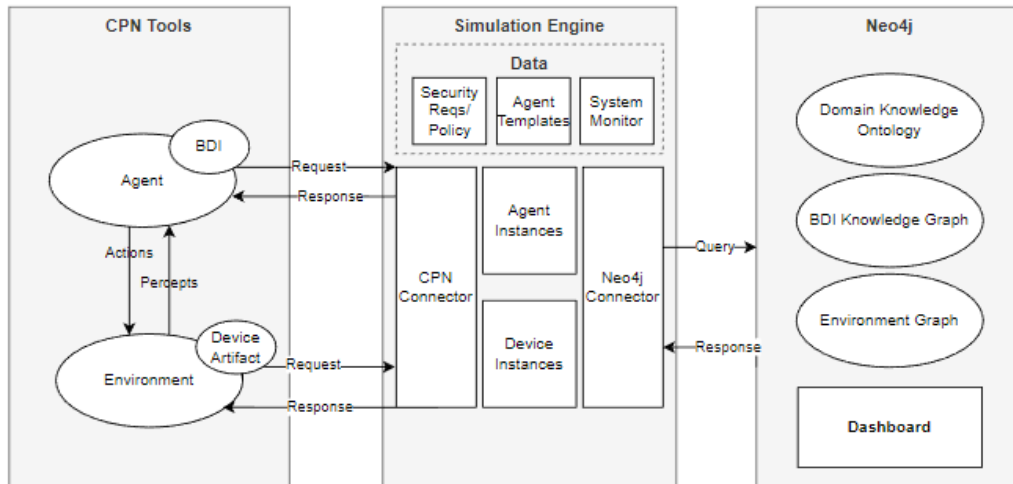 CPN Tools
BDI
Agent
Actions
Percepts
Device
Artifact
Environment
Request
Response
Request
Response
Simulation Engine
Data
Security
Reqs/
Policy
Agent
Templates
System
Monitor
CPN
Connector
Agent
Instances
Device
Instances
Neo4j
Connector
Query
Response
Neo4j
Domain Knowledge
Ontology
BDI Knowledge Graph
Environment Graph
Dashboard